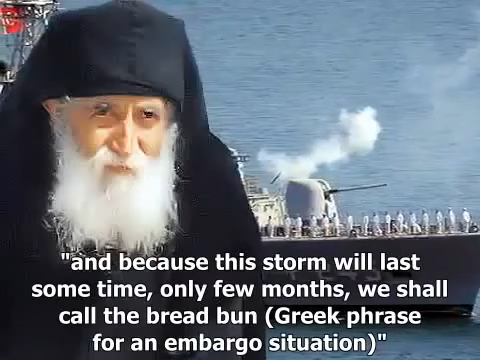 "and because this storm will last
some time, only few months, we shall
call the bread bun (Greek phrase
for an embargo situation)"